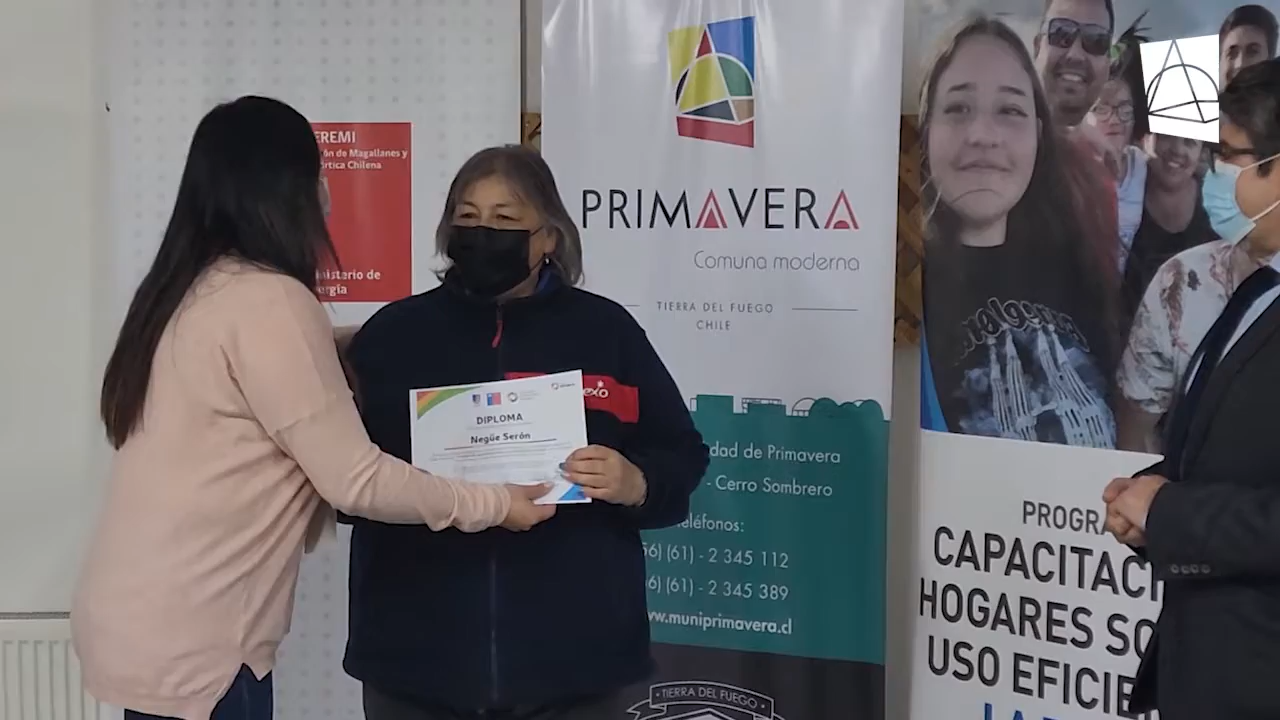 EREMI
ón de Magallanes y
rtica Chilena
nisterio de
ergía
PRIMAVERA
Comuna moderna
TIERRA DEL FUEGO
CHILE
DIPLOMA
Negüe Serón
exo
dad de Primavera
- Cerro Sombrero
eléfonos:
56) (61) - 2 345 112
6) (61) - 2 345 389
www.muniprimavera.cl
• TIERRA DEL FUEGO •
PROGRA
CAPACITACI
HOGARES SO
USO EFICIE